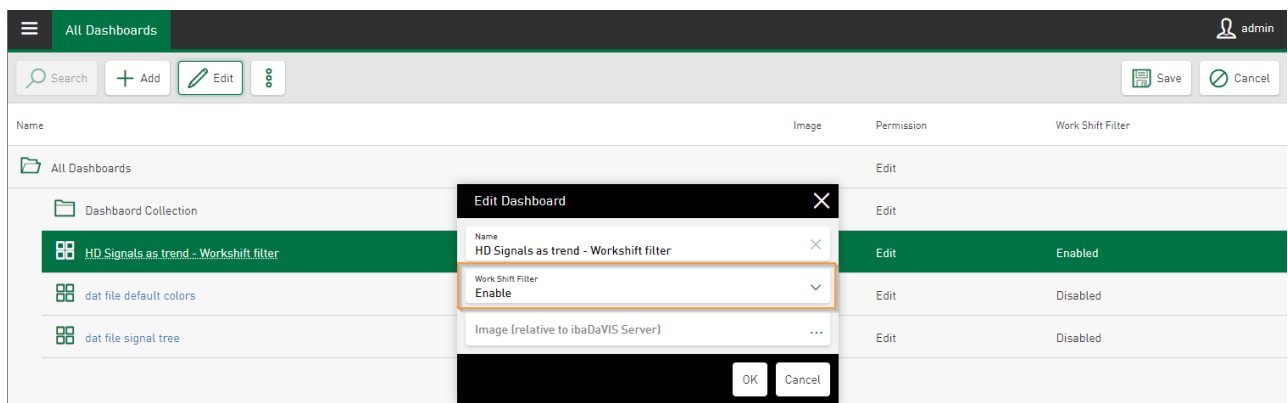 All Dashboards
admin
Search
Add
Edit
Save
Cancel
Name Image Permission Work Shift Filter
All Dashboards Edit
Dashbaord Collection Edit
HD Signals as trend - Workshift filter Edit Enabled
dat file default colors Edit Disabled
dat file signal tree Edit Disabled
Edit Dashboard
Name
HD Signals as trend - Workshift filter
Work Shift Filter
Enable
Image (relative to ibaDaVIS Server)
...
OK
Cancel